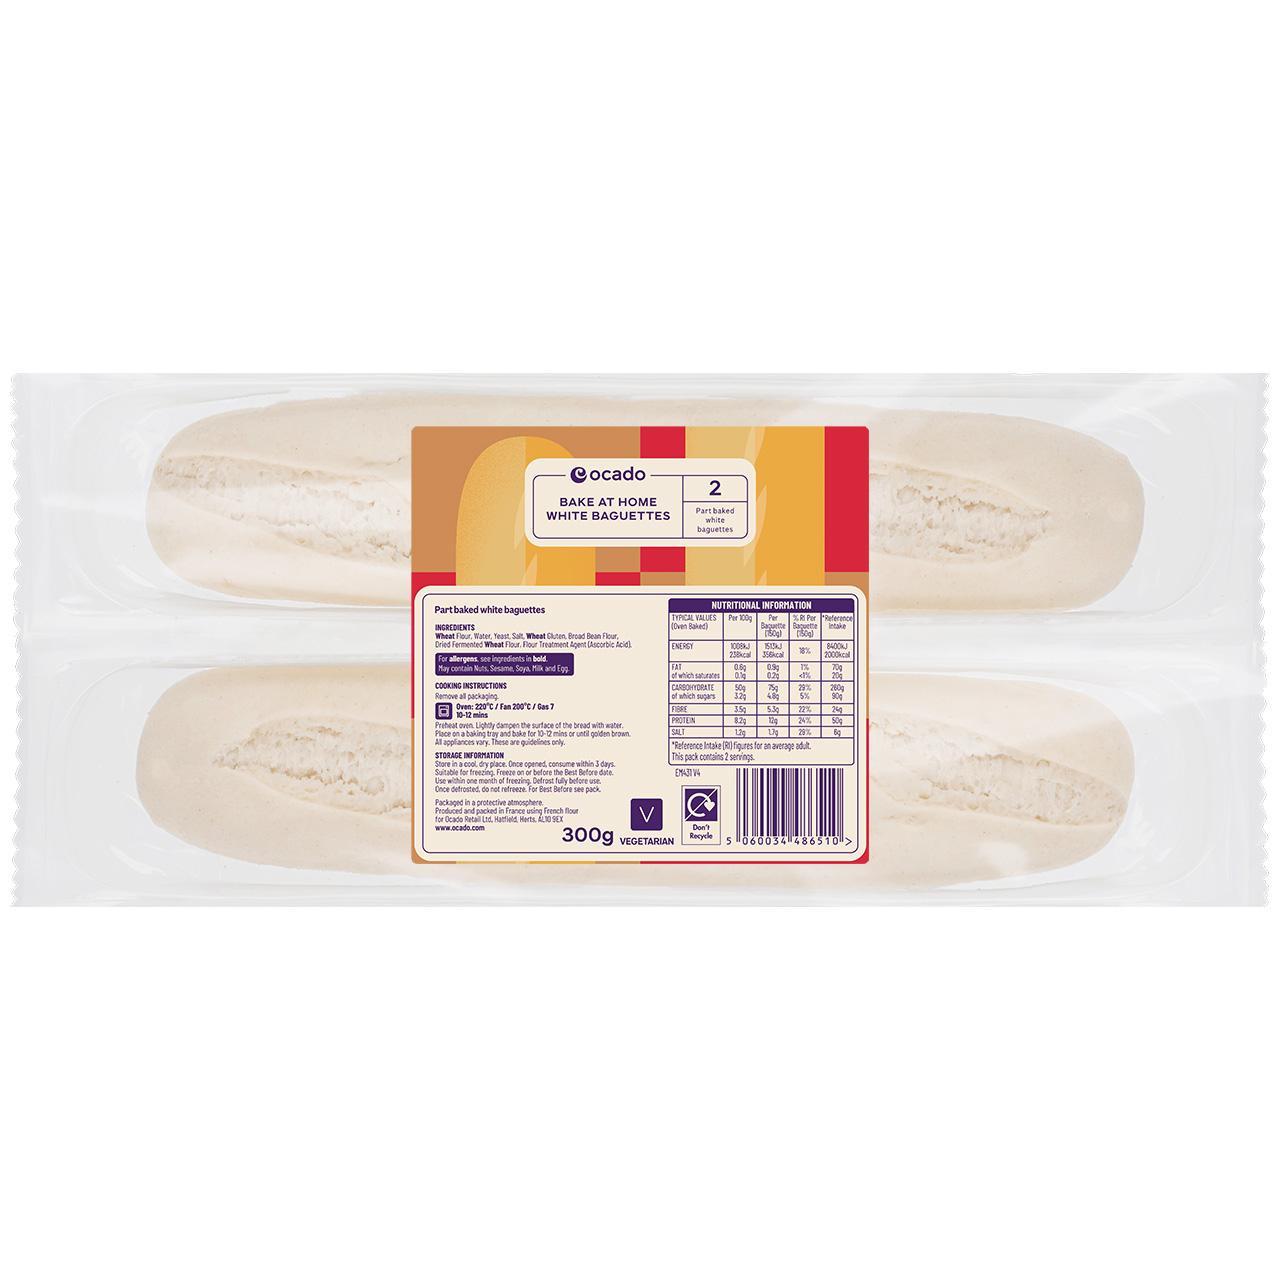 ocado
BAKE AT HOME
WHITE BAGUETTES
2
Part baked
white
baguettes
Part baked white baguettes
INGREDIENTS
Wheat Flour, Water, Yeast, Salt, Wheat Gluten, Broad Bean Flour,
Dried Fermented Wheat Flour, Flour Treatment Agent (Ascorbic Acid).
For allergens, see ingredients in bold.
May contain Nuts, Sesame, Soya, Milk and Egg.
COOKING INSTRUCTIONS
Remove all packaging.
Oven: 220°C / Fan 200°C / Gas 7
10-12 mins
Preheat oven. Lightly dampen the surface of the bread with water.
Place on a baking tray and bake for 10-12 mins or until golden brown.
All appliances vary. These are guidelines only.
STORAGE INFORMATION
Store in a cool, dry place. Once opened, consume within 3 days.
Suitable for freezing. Freeze on or before the Best Before date.
Use within one month of freezing. Defrost fully before use.
Once defrosted, do not refreeze. For Best Before see pack.
Packaged in a protective atmosphere.
Produced and packed in France using French flour
for Ocado Retail Ltd, Hatfield, Herts, AL10 9EX
www.ocado.com
300g
V
VEGETARIAN
NUTRITIONAL INFORMATION
TYPICAL VALUES (Oven Baked) Per 100g Per Baguette (150g) % RI Per Baguette (150g) *Reference Intake
ENERGY 1008kJ 1513kJ 18% 8400kJ
238kcal 356kcal 2000kcal
FAT 0.6g 0.9g 1% 70g
of which saturates 0.1g 0.2g <1% 20g
CARBOHYDRATE 50g 75g 29% 260g
of which sugars 3.2g 4.8g 5% 90g
FIBRE 3.5g 5.3g 22% 24g
PROTEIN 8.2g 12g 24% 50g
SALT 1.2g 1.7g 29% 6g
*Reference Intake (RI) figures for an average adult.
This pack contains 2 servings.
EM431 V4
Don't
Recycle
5 060034 486510 >